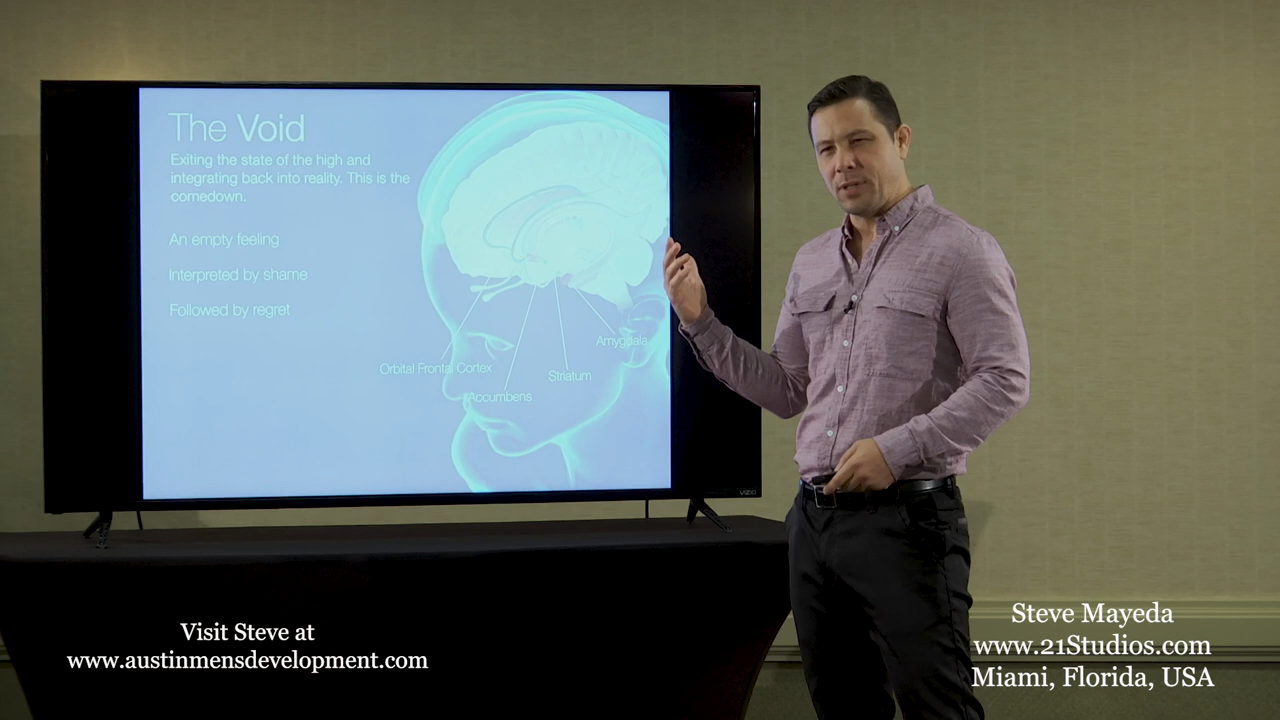 The Void
Exiting the state of the high and
integrating back into reality. This is the
comedown.
An empty feeling
Interpreted by shame
Followed by regret
Amygdala
Orbital Frontal Cortex
Striatum
Accumbens
VIZIO
Visit Steve at
www.austinmensdevelopment.com
Steve Mayeda
www.21Studios.com
Miami, Florida, USA